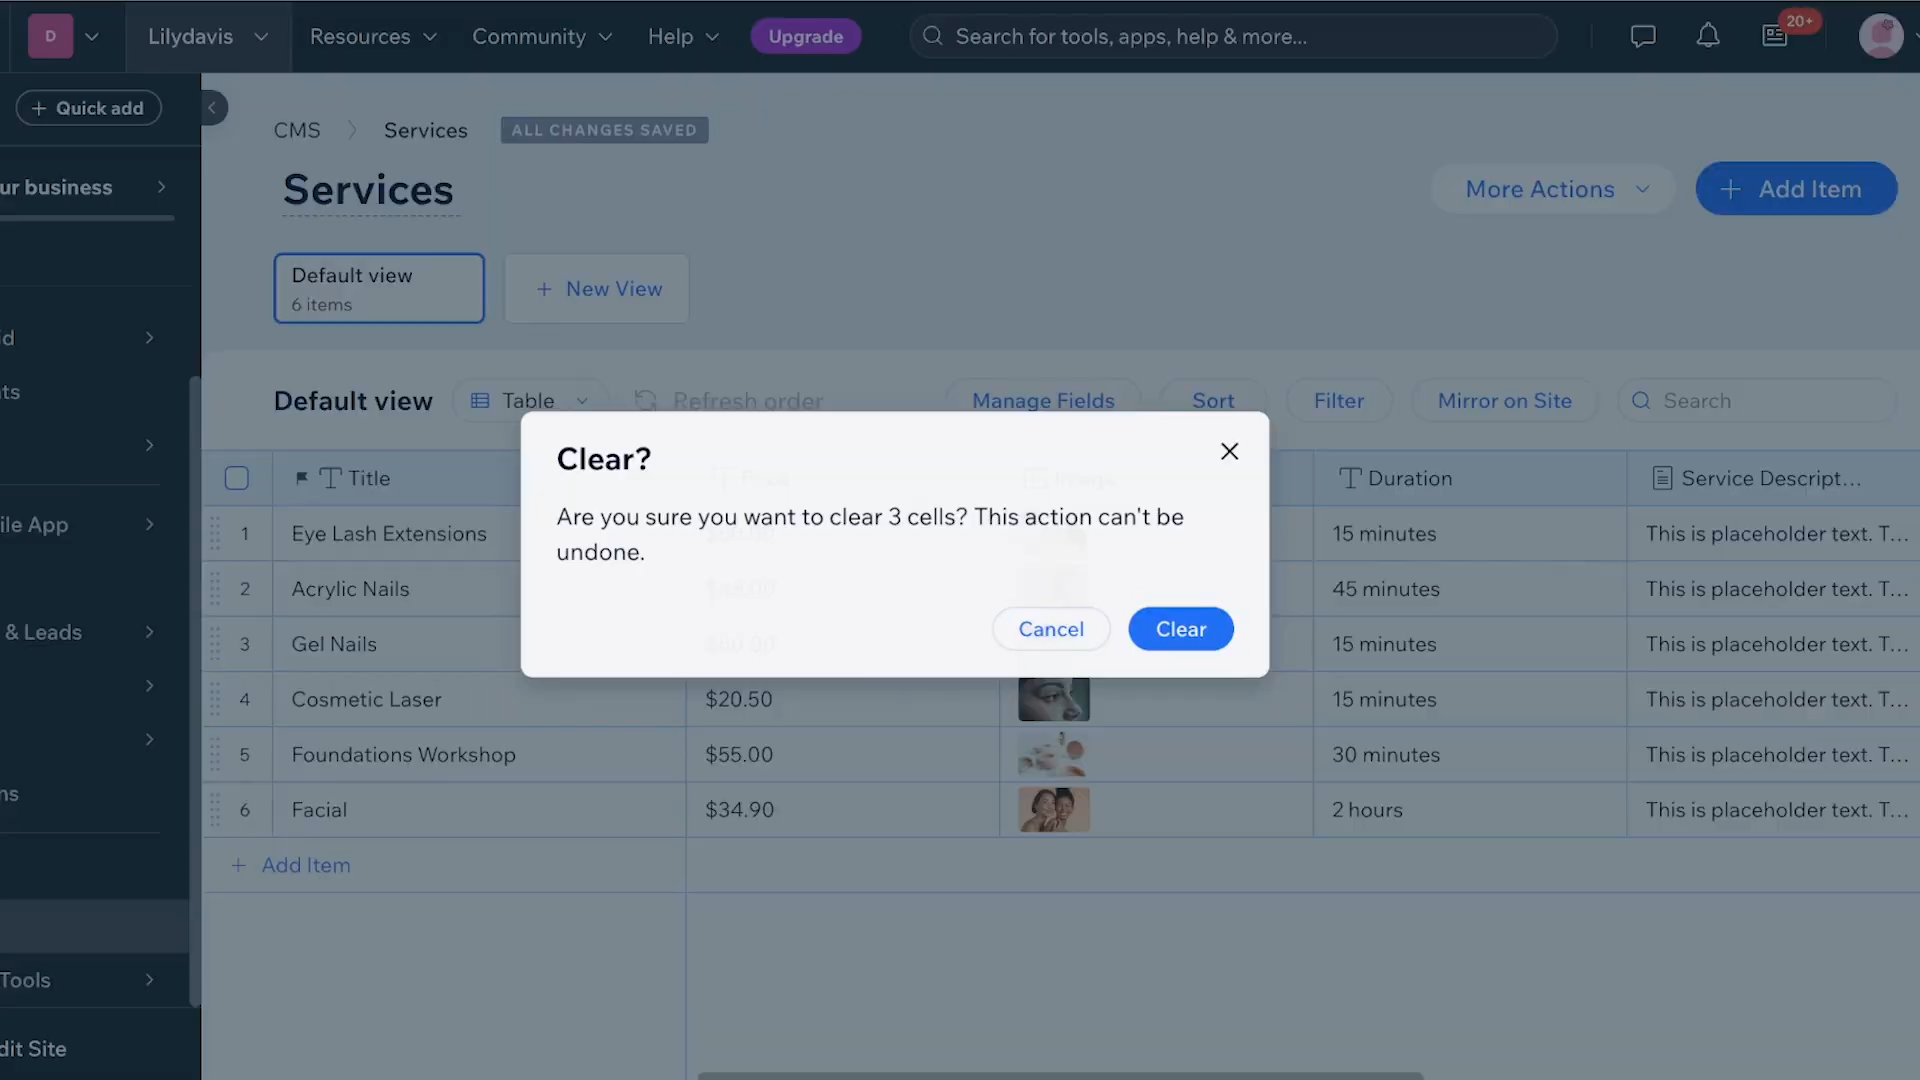 D
Lilydavis
Resources
Community
Help
Upgrade
Search for tools, apps, help & more...
20+
+ Quick add
ur business
id
ts
ile App
& Leads
ns
Tools
dit Site
CMS
Services
ALL CHANGES SAVED
Services
More Actions
+ Add Item
Default view
6 items
+ New View
Default view
Table
Refresh order
Manage Fields
Sort
Filter
Mirror on Site
Search
Title
Duration
Service Descript...
1 Eye Lash Extensions 15 minutes This is placeholder text. T...
2 Acrylic Nails 45 minutes This is placeholder text. T...
3 Gel Nails 15 minutes This is placeholder text. T...
4 Cosmetic Laser $20.50 15 minutes This is placeholder text. T...
5 Foundations Workshop $55.00 30 minutes This is placeholder text. T...
6 Facial $34.90 2 hours This is placeholder text. T...
+ Add Item
Clear?
Are you sure you want to clear 3 cells? This action can't be
undone.
Cancel
Clear